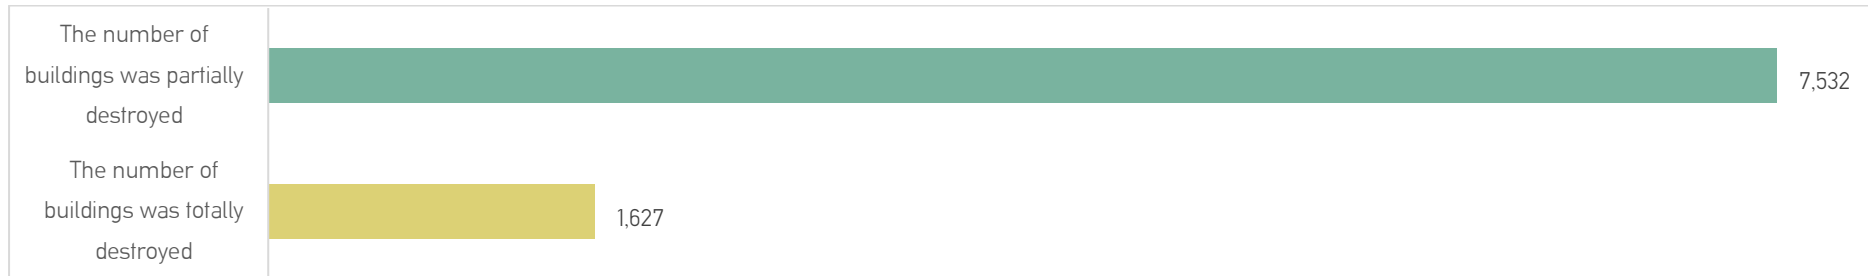 The number of
buildings was partially
destroyed
7,532
The number of
buildings was totally
destroyed
1,627